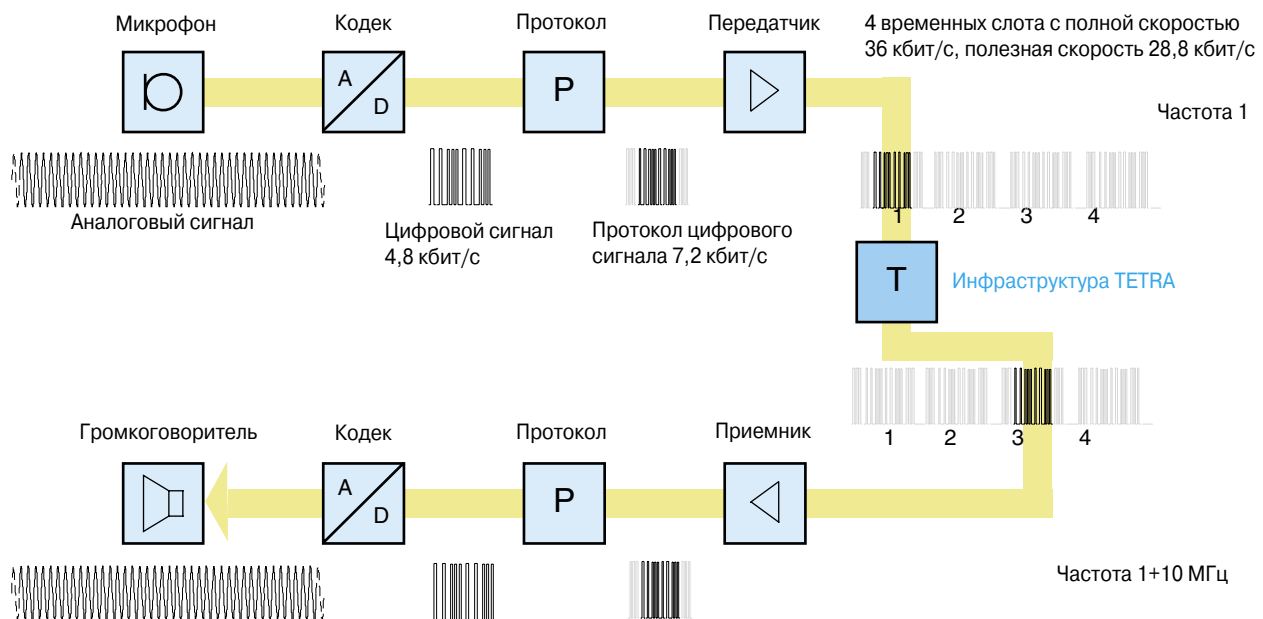 Микрофон
Кодек
Протокол
Передатчик
4 временных слота с полной скоростью
36 кбит/с, полезная скорость 28,8 кбит/с
A
D
P
Частота 1
Аналоговый сигнал
Цифровой сигнал
4,8 кбит/с
Протокол цифрового
сигнала 7,2 кбит/с
1 2 3 4
T
Инфраструктура TETRA
1 2 3 4
Громкоговоритель
Кодек
Протокол
Приемник
A
D
P
Частота 1+10 МГц